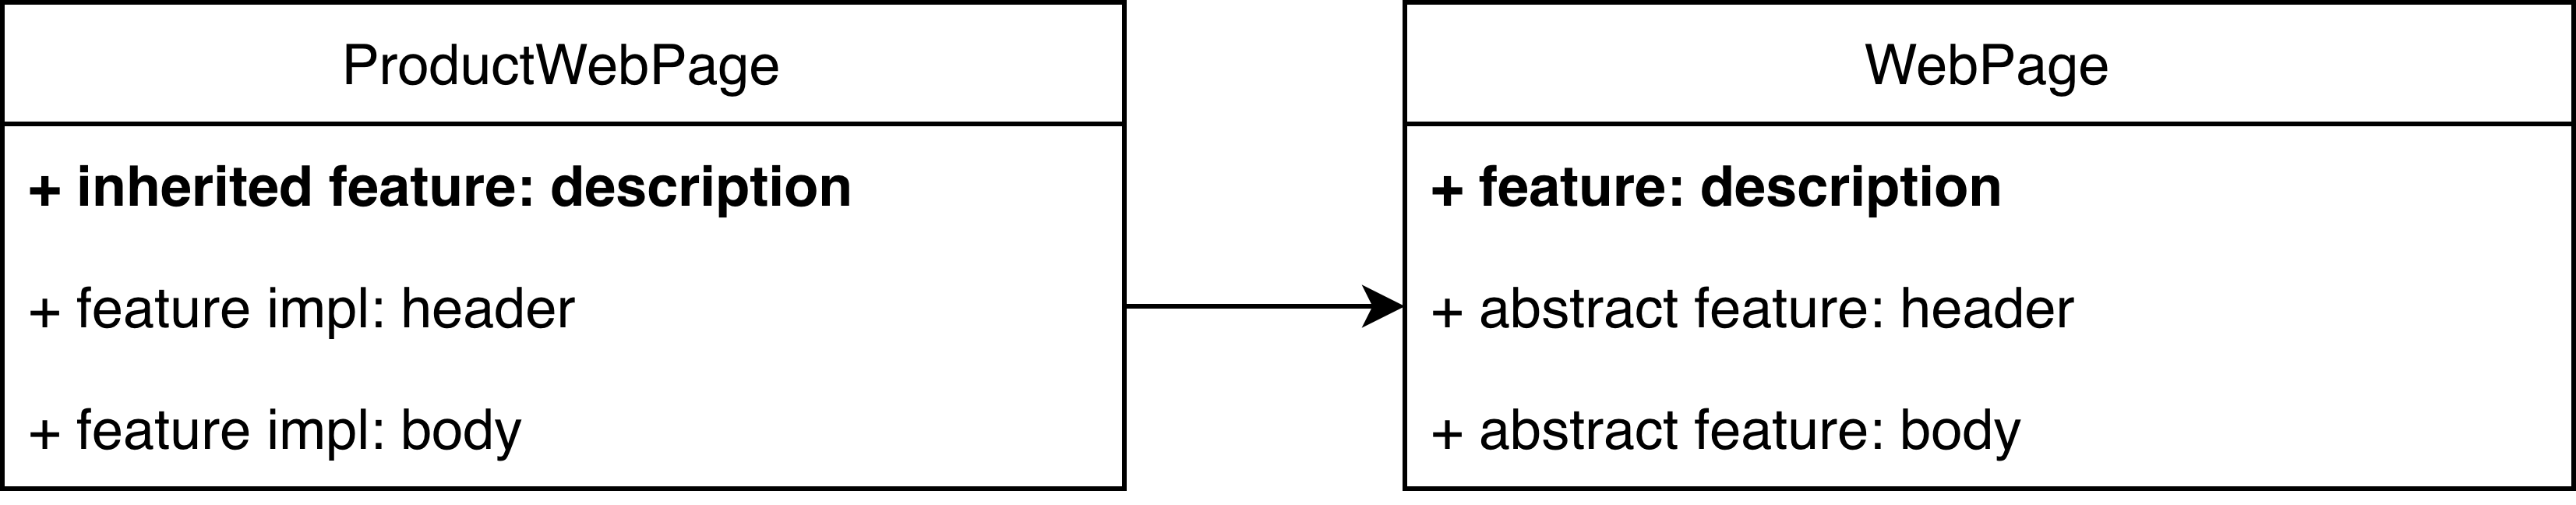 ProductWebPage
+ inherited feature: description
+ feature impl: header
+ feature impl: body
WebPage
+ feature: description
+ abstract feature: header
+ abstract feature: body